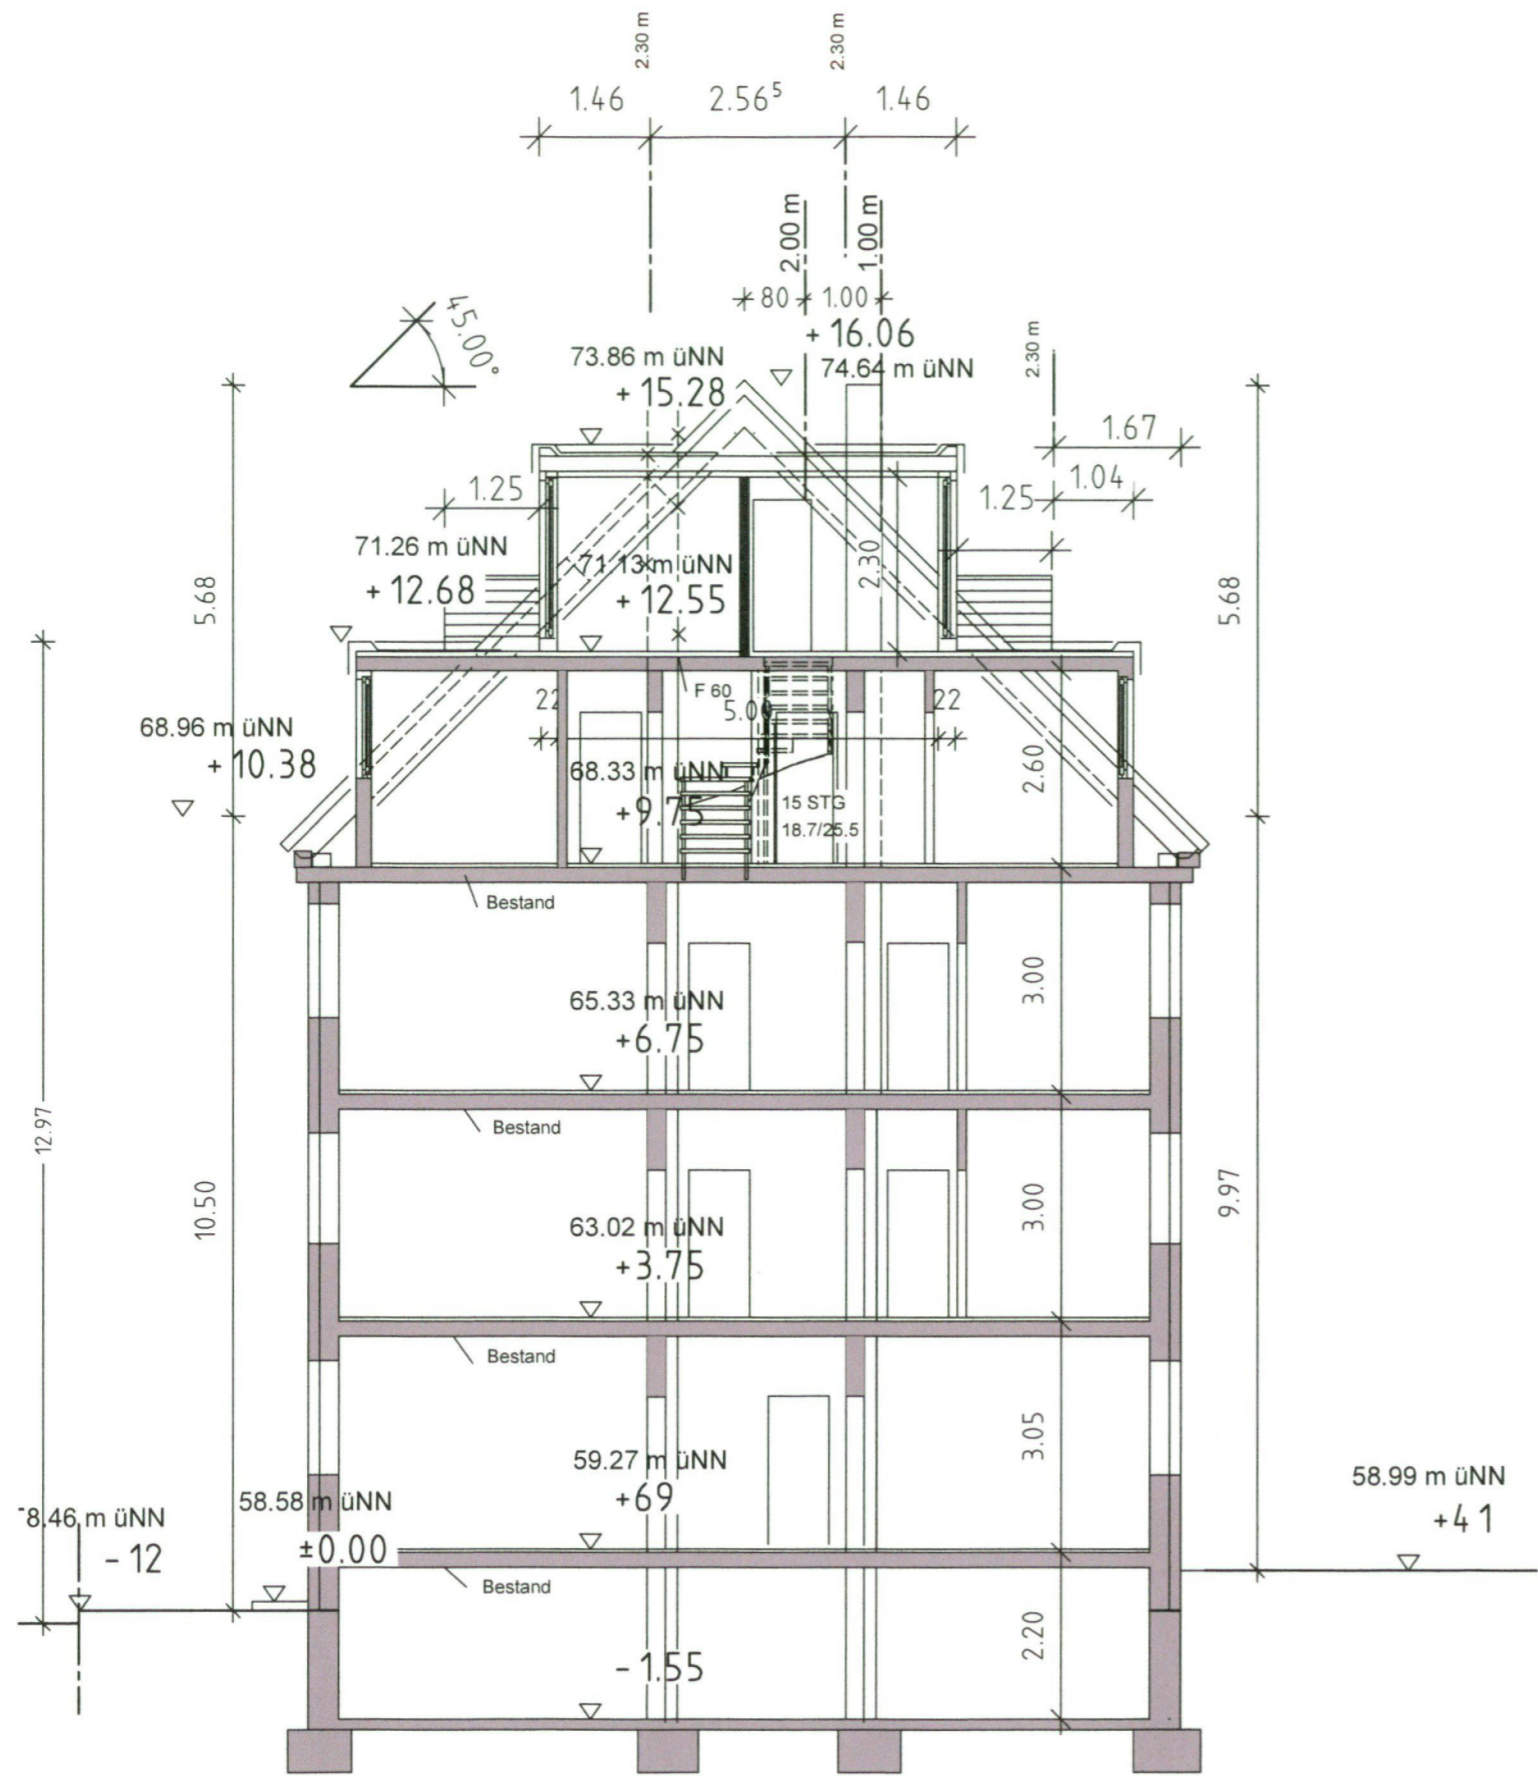 2.30 m
2.30 m
1.46
2.56⁵
1.46
2.00 m
1.00 m
80
1.00
45.00°
+16.06
74.64 m üNN
73.86 m üNN
+15.28
2.30 m
1.67
1.04
1.25
1.25
71.26 m üNN
+12.68
71.13 m üNN
+12.55
2.30
5.68
5.68
F 60
22
5.00
22
68.96 m üNN
+10.38
68.33 m üNN
+9.75
15 STG
18.7/25.5
2.60
Bestand
65.33 m üNN
+6.75
3.00
Bestand
12.97
10.50
63.02 m üNN
+3.75
3.00
9.97
Bestand
59.27 m üNN
+69
3.05
58.99 m üNN
+41
58.58 m üNN
±0.00
8.46 m üNN
-12
Bestand
-1.55
2.20